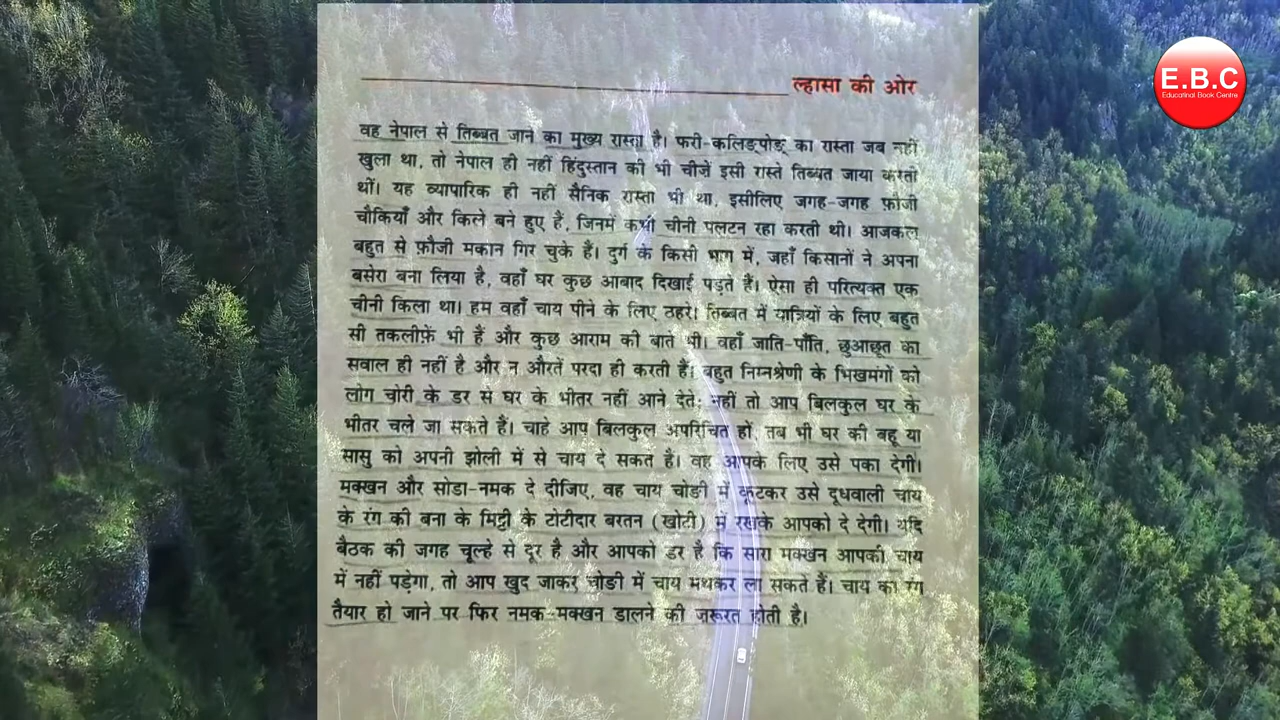 ल्हासा की ओर
E.B.C
Educational Book Centre
वह नेपाल से तिब्बत जाने का मुख्य रास्ता है। फरी-कलिङ्पोङ् का रास्ता जब नहीं
खुला था, तो नेपाल ही नहीं हिंदुस्तान की भी चीज़ें इसी रास्ते तिब्बत जाया करती
थीं। यह व्यापारिक ही नहीं सैनिक रास्ता भी था, इसीलिए जगह-जगह फ़ौजी
चौकियाँ और किले बने हुए हैं, जिनमें कभी चीनी पलटन रहा करती थी। आजकल
बहुत से फ़ौजी मकान गिर चुके हैं। दुर्ग के किसी भाग में, जहाँ किसानों ने अपना
बसेरा बना लिया है, वहाँ घर कुछ आबाद दिखाई पड़ते हैं। ऐसा ही परित्यक्त एक
चीनी किला था। हम वहाँ चाय पीने के लिए ठहरे। तिब्बत में यात्रियों के लिए बहुत
सी तकलीफ़ें भी हैं और कुछ आराम की बातें भी। वहाँ जाति-पाँति, छुआछूत का
सवाल ही नहीं है और न औरतें परदा ही करती हैं। बहुत निम्नश्रेणी के भिखमंगों को
लोग चोरी के डर से घर के भीतर नहीं आने देते; नहीं तो आप बिलकुल घर के
भीतर चले जा सकते हैं। चाहे आप बिलकुल अपरिचित हों, तब भी घर की बहू या
सासु को अपनी झोली में से चाय दे सकते हैं। वह आपके लिए उसे पका देगी।
मक्खन और सोडा-नमक दे दीजिए, वह चाय चोङी में कूटकर उसे दूधवाली चाय
के रंग की बना के मिट्टी के टोटीदार बरतन (खोटी) में रखके आपको दे देगी। यदि
बैठक की जगह चूल्हे से दूर है और आपको डर है कि सारा मक्खन आपकी चाय
में नहीं पड़ेगा, तो आप खुद जाकर चोङी में चाय मथकर ला सकते हैं। चाय का रंग
तैयार हो जाने पर फिर नमक-मक्खन डालने की ज़रूरत होती है।